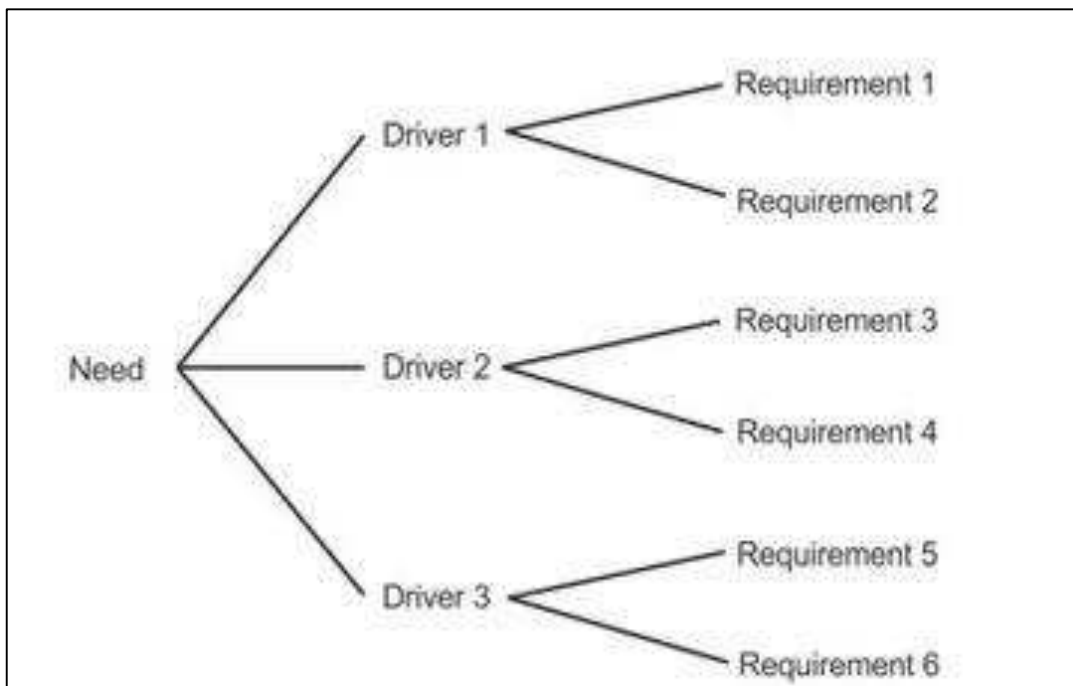 Need
Driver 1
Requirement 1
Requirement 2
Driver 2
Requirement 3
Requirement 4
Driver 3
Requirement 5
Requirement 6